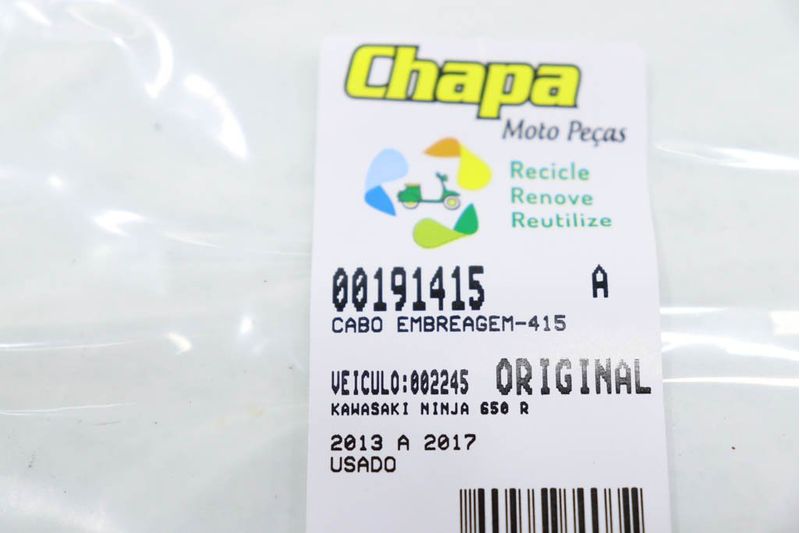 Chapa
Moto Peças
Recicle
Renove
Reutilize
00191415 A
CABO EMBREAGEM-415
VEICULO:002245 ORIGINAL
KAWASAKI NINJA 650 R
2013 A 2017
USADO